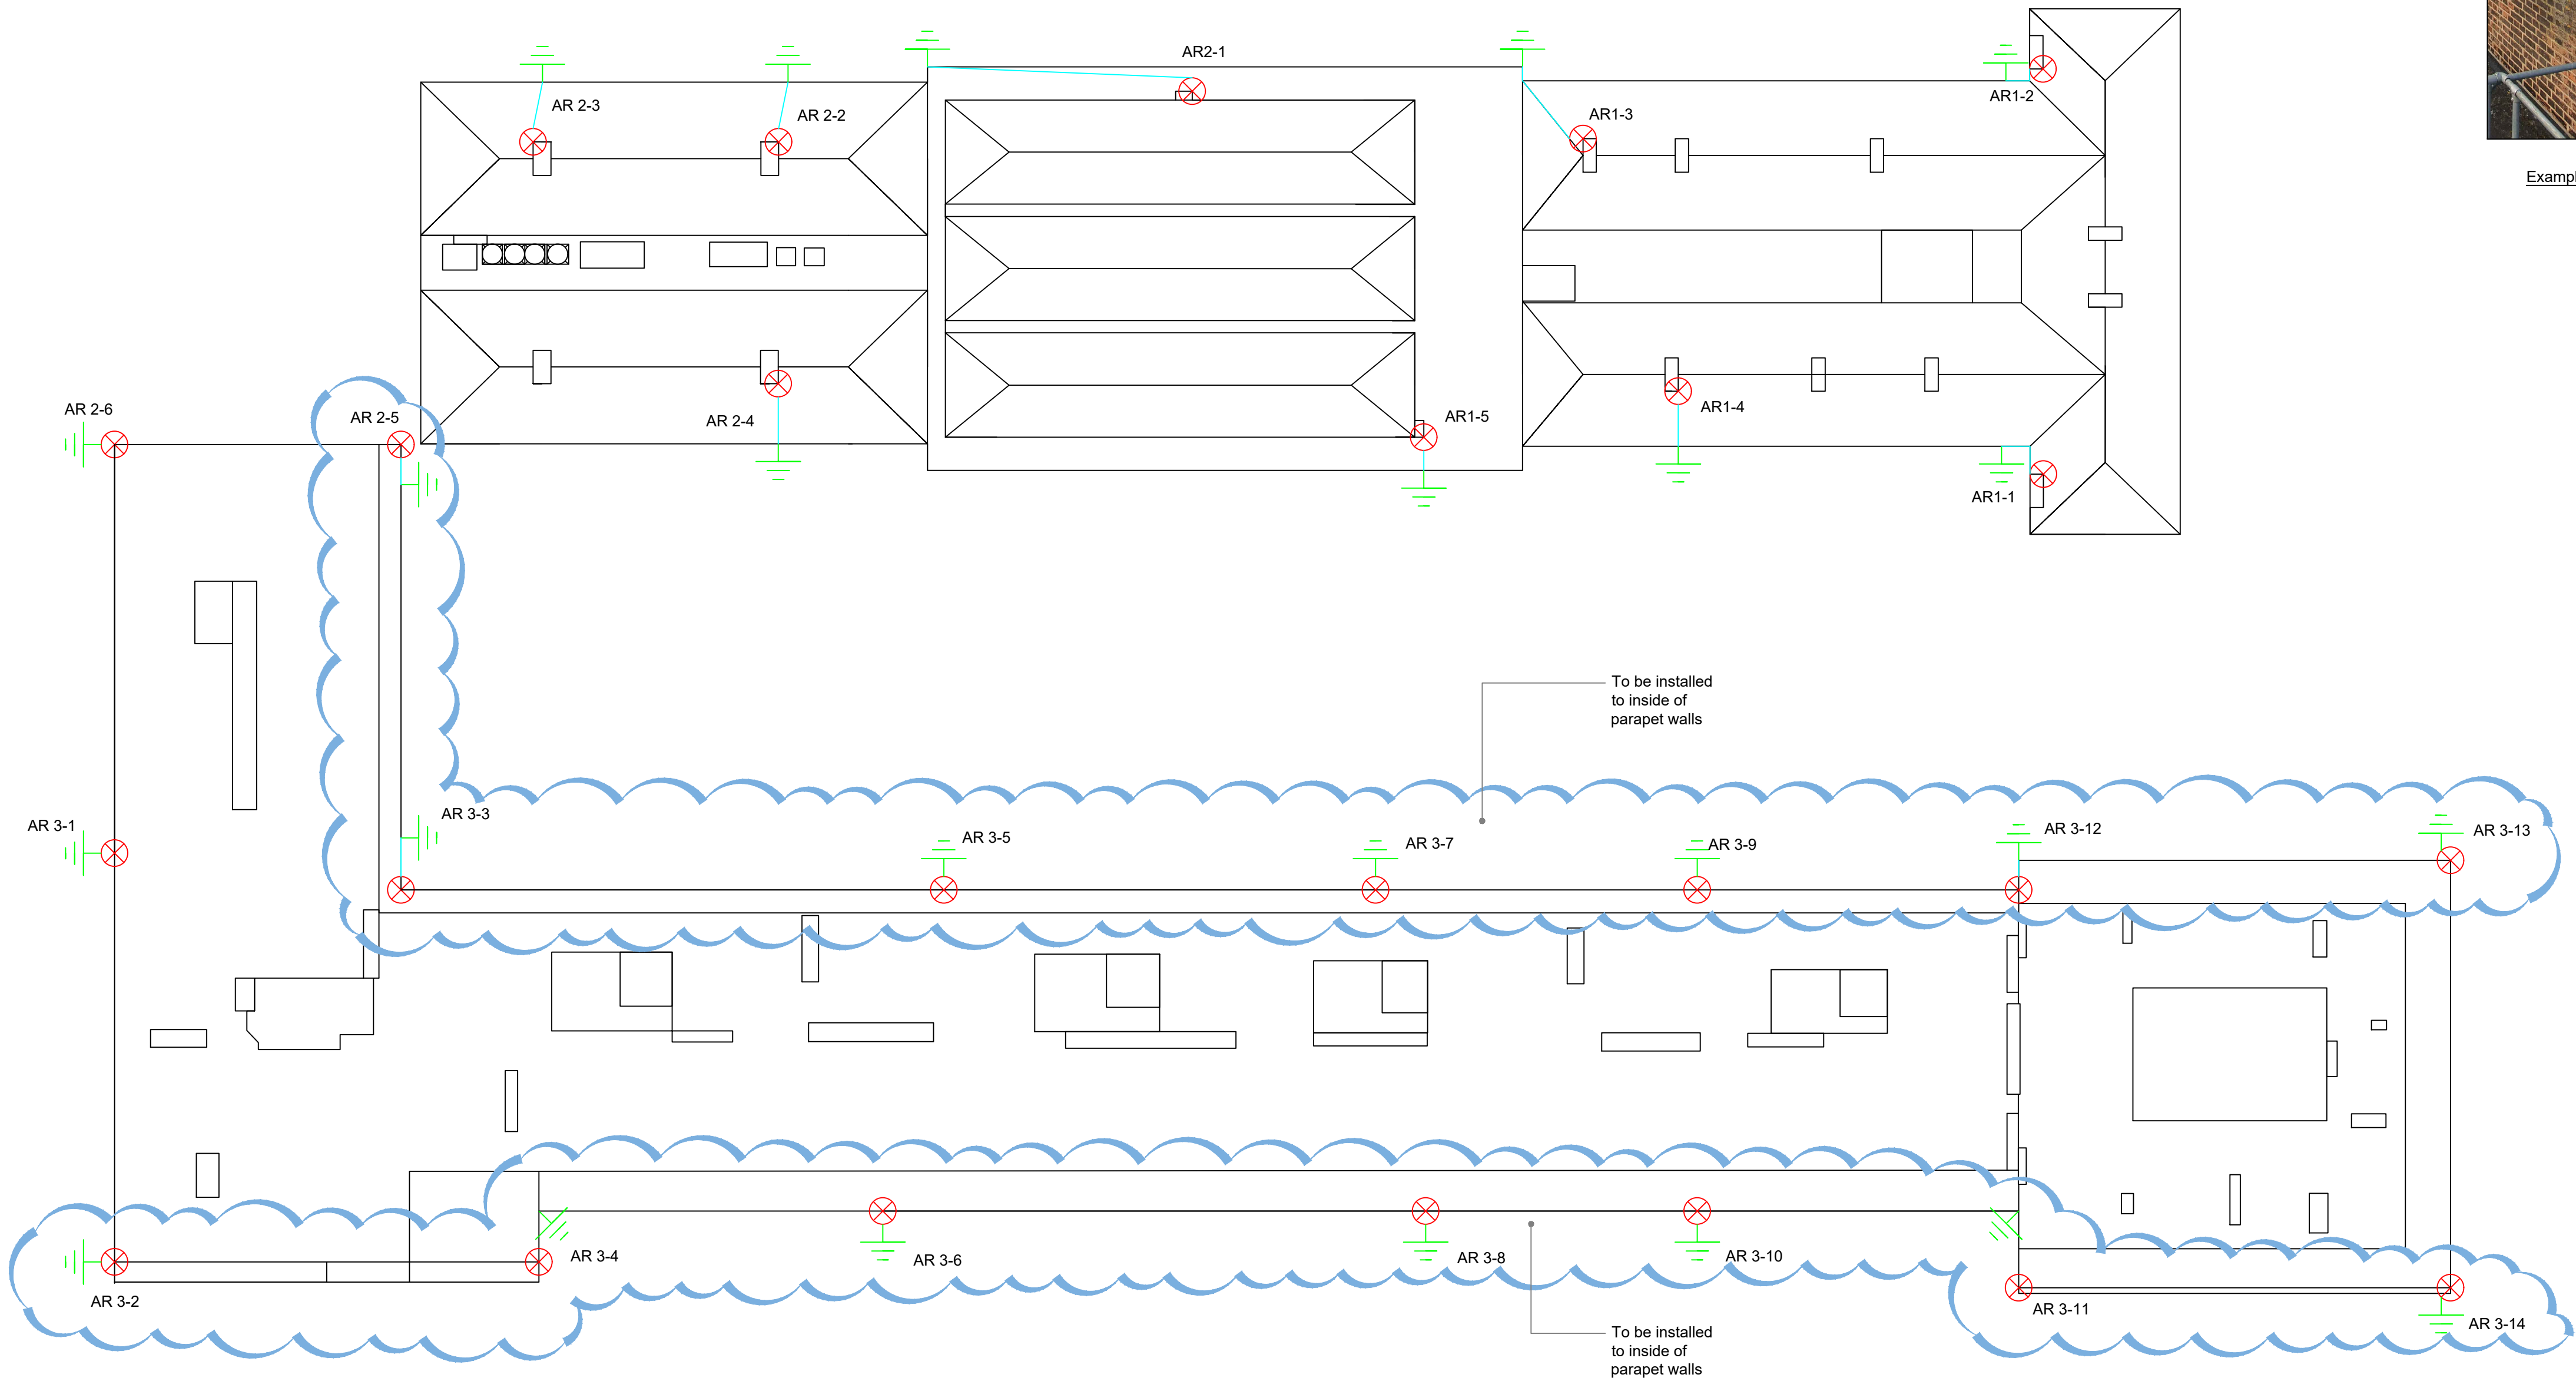 AR2-1
AR1-2
AR 2-3
AR 2-2
AR1-3
AR 2-6
AR 2-5
AR 2-4
AR1-4
AR1-5
AR1-1
To be installed
to inside of
parapet walls
AR 3-1
AR 3-3
AR 3-5
AR 3-7
AR 3-9
AR 3-12
AR 3-13
AR 3-4
AR 3-6
AR 3-8
AR 3-10
AR 3-2
AR 3-11
AR 3-14
To be installed
to inside of
parapet walls